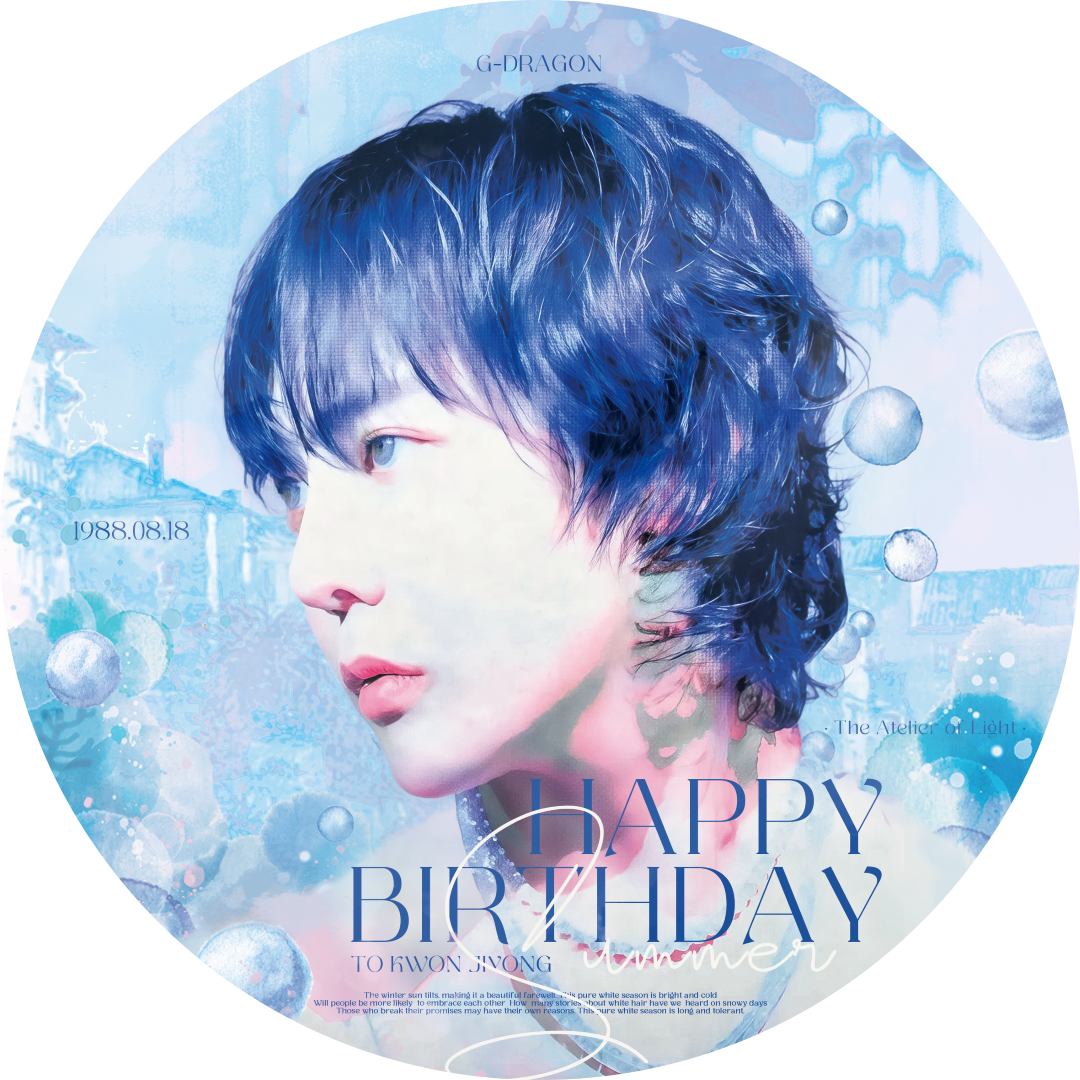 G-DRAGON
1988.08.18
· The Atelier of Light ·
HAPPY
BIRTHDAY
Summer
TO KWON JIYONG
The winter sun tilts, making it a beautiful farewell. This pure white season is bright and cold
Will people be more likely to embrace each other How many stories about white hair have we heard on snowy days
Those who break their promises may have their own reasons. This pure white season is long and tolerant.